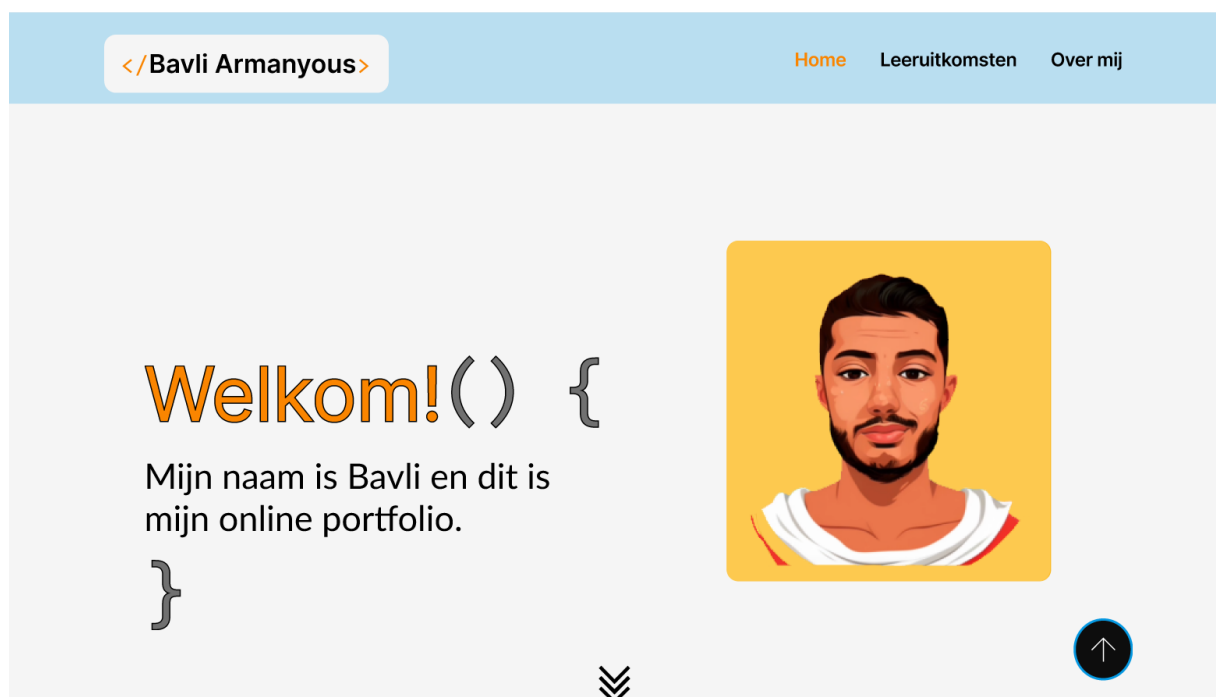 </Bavli Armanyous>
Home Leeruitkomsten Over mij
Welkom!() {
Mijn naam is Bavli en dit is
mijn online portfolio.
}